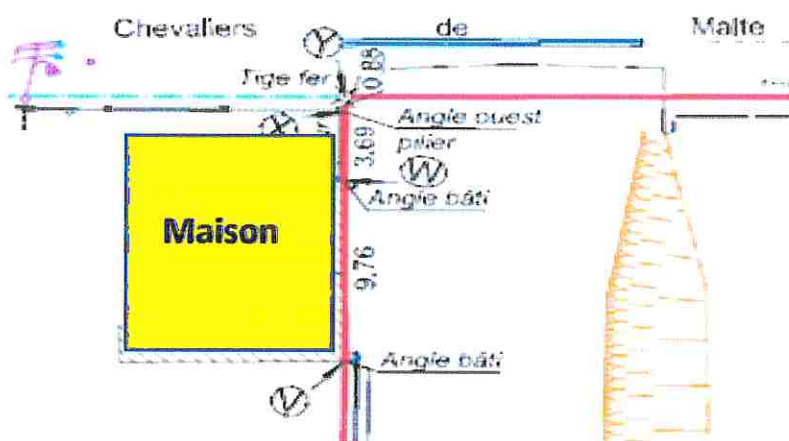 Chevaliers de Malte
Y
Tige fer
0.88
X
Angle ouest
pilier
3.69
W
Angle bâti
Maison
9.76
Angle bâti
V